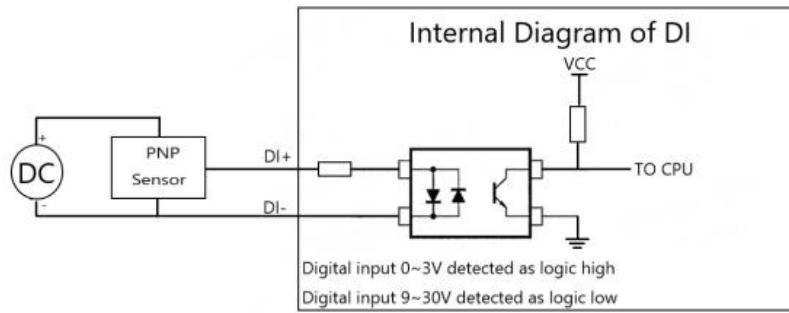 Internal Diagram of DI
VCC
+
PNP
Sensor
DC
DI+
TO CPU
-
DI-
Digital input 0~3V detected as logic high
Digital input 9~30V detected as logic low